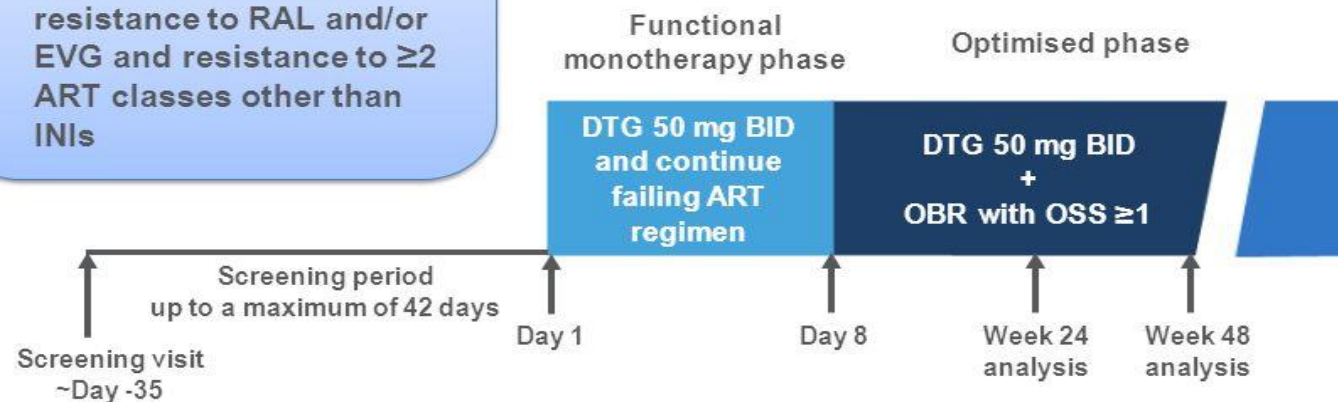 resistance to RAL and/or
EVG and resistance to ≥2
ART classes other than
INIs
Functional
monotherapy phase
Optimised phase
DTG 50 mg BID
and continue
failing ART
regimen
DTG 50 mg BID
+
OBR with OSS ≥1
Screening period
up to a maximum of 42 days
Screening visit
~Day -35
Day 1
Day 8
Week 24
analysis
Week 48
analysis